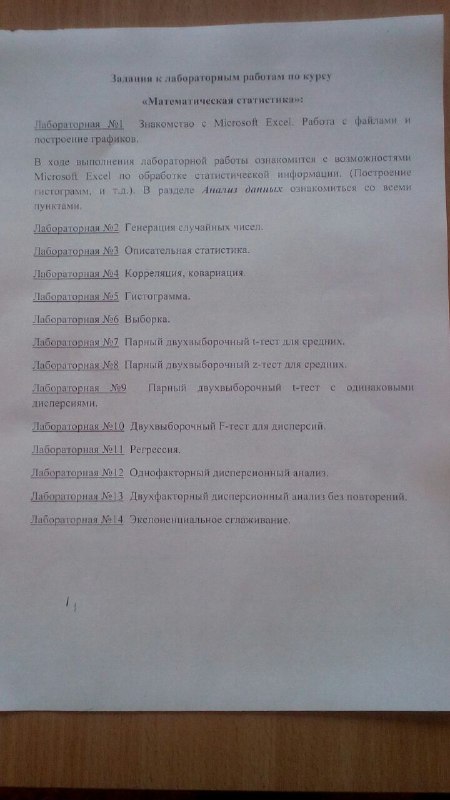 Задания к лабораторным работам по курсу
«Математическая статистика»:
Лабораторная №1 Знакомство с Microsoft Excel. Работа с файлами и
построение графиков.
В ходе выполнения лабораторной работы ознакомится с возможностями
Microsoft Excel по обработке статистической информации. (Построение
гистограмм, и т.д.). В разделе Анализ данных ознакомиться со всеми
пунктами.
Лабораторная №2 Генерация случайных чисел.
Лабораторная №3 Описательная статистика.
Лабораторная №4 Корреляция, ковариация.
Лабораторная №5 Гистограмма.
Лабораторная №6 Выборка.
Лабораторная №7 Парный двухвыборочный t-тест для средних.
Лабораторная №8 Парный двухвыборочный z-тест для средних.
Лабораторная №9 Парный двухвыборочный t-тест с одинаковыми
дисперсиями.
Лабораторная №10 Двухвыборочный F-тест для дисперсий.
Лабораторная №11 Регрессия.
Лабораторная №12 Однофакторный дисперсионный анализ.
Лабораторная №13 Двухфакторный дисперсионный анализ без повторений.
Лабораторная №14 Экспоненциальное сглаживание.